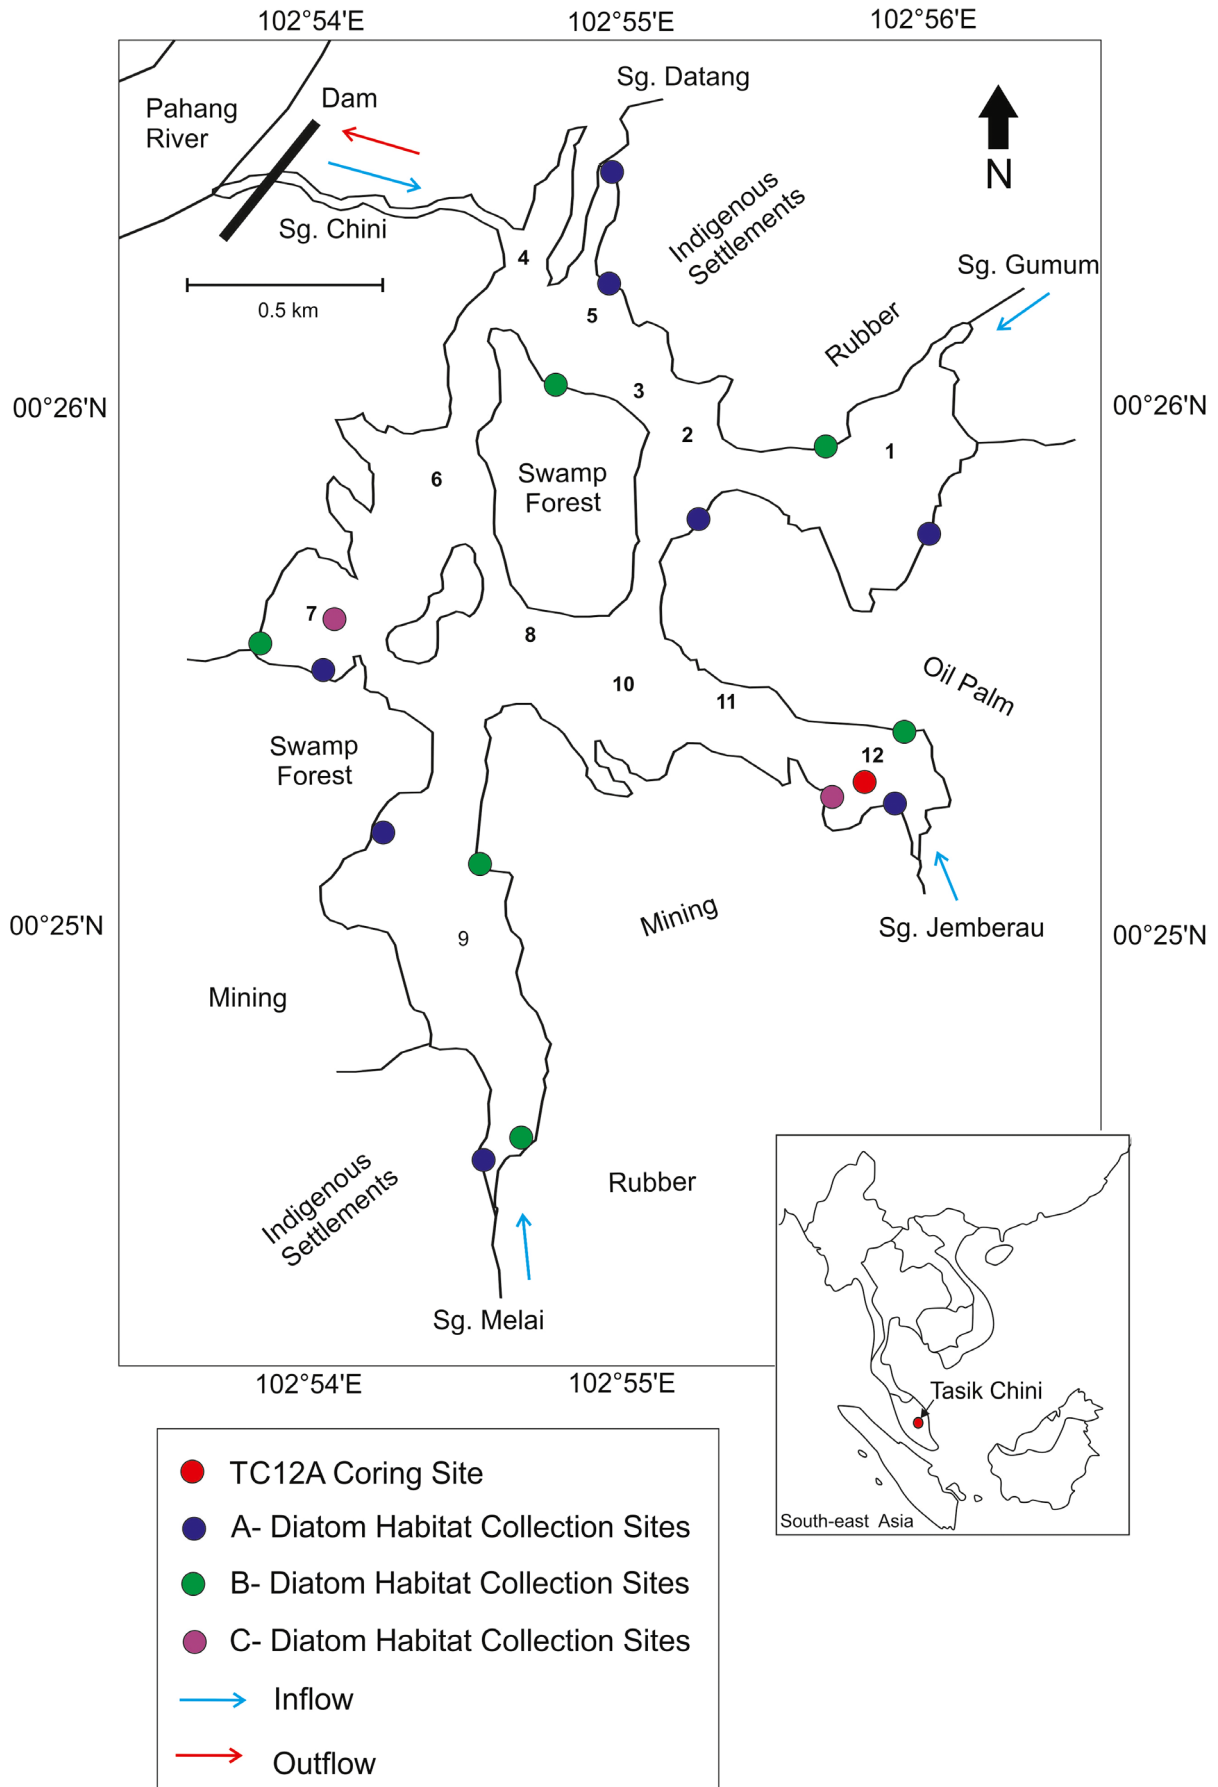 102°54'E
102°55'E
102°56'E
Sg. Datang
Pahang
River
Dam
N
Indigenous
Settlements
Sg. Chini
4
Sg. Gumum
0.5 km
5
Rubber
00°26'N
00°26'N
3
2
1
6
Swamp
Forest
7
8
10
11
Oil Palm
12
Swamp
Forest
Mining
00°25'N
9
Sg. Jemberau
00°25'N
Mining
Indigenous
Settlements
Rubber
Sg. Melai
102°54'E
102°55'E
Tasik Chini
South-east Asia
TC12A Coring Site
A- Diatom Habitat Collection Sites
B- Diatom Habitat Collection Sites
C- Diatom Habitat Collection Sites
Inflow
Outflow